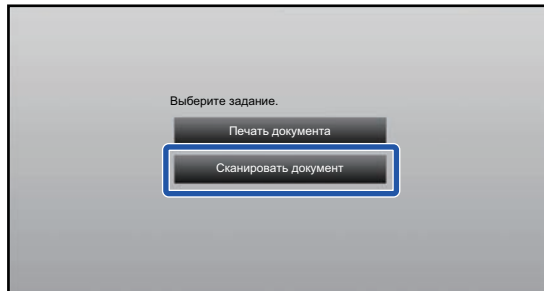 Выберите задание.
Печать документа
Сканировать документ